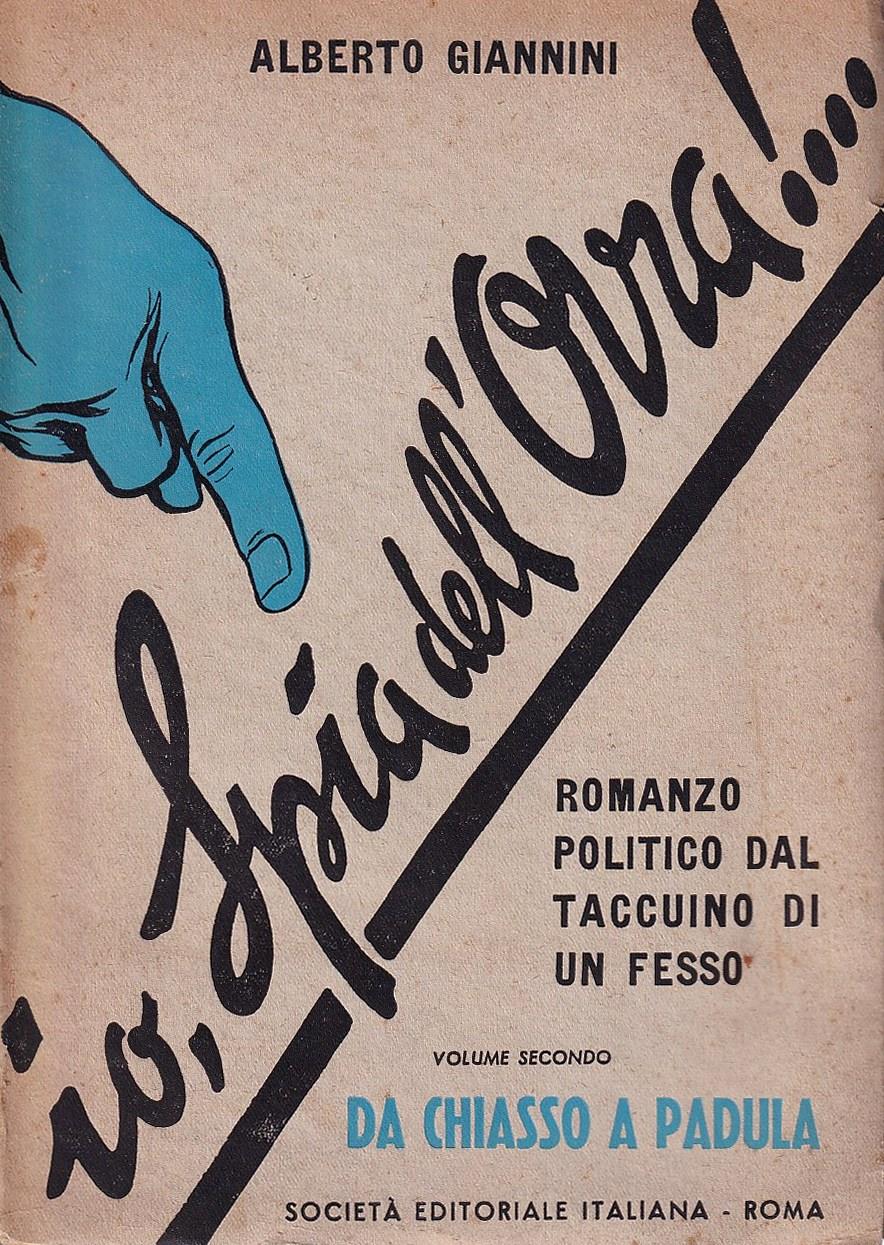 ALBERTO GIANNINI
io, Spia dell'Ovra!....
ROMANZO
POLITICO DAL
TACCUINO DI
UN FESSO
VOLUME SECONDO
DA CHIASSO A PADULA
SOCIETÀ EDITORIALE ITALIANA - ROMA